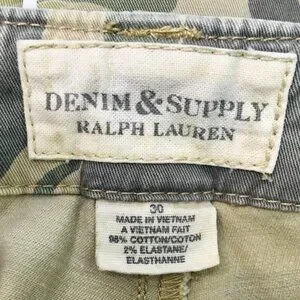 DENIM & SUPPLY
RALPH LAUREN
30
MADE IN VIETNAM
A VIETNAM FAIT
98% COTTON/COTON
2% ELASTANE/
ELASTHANNE